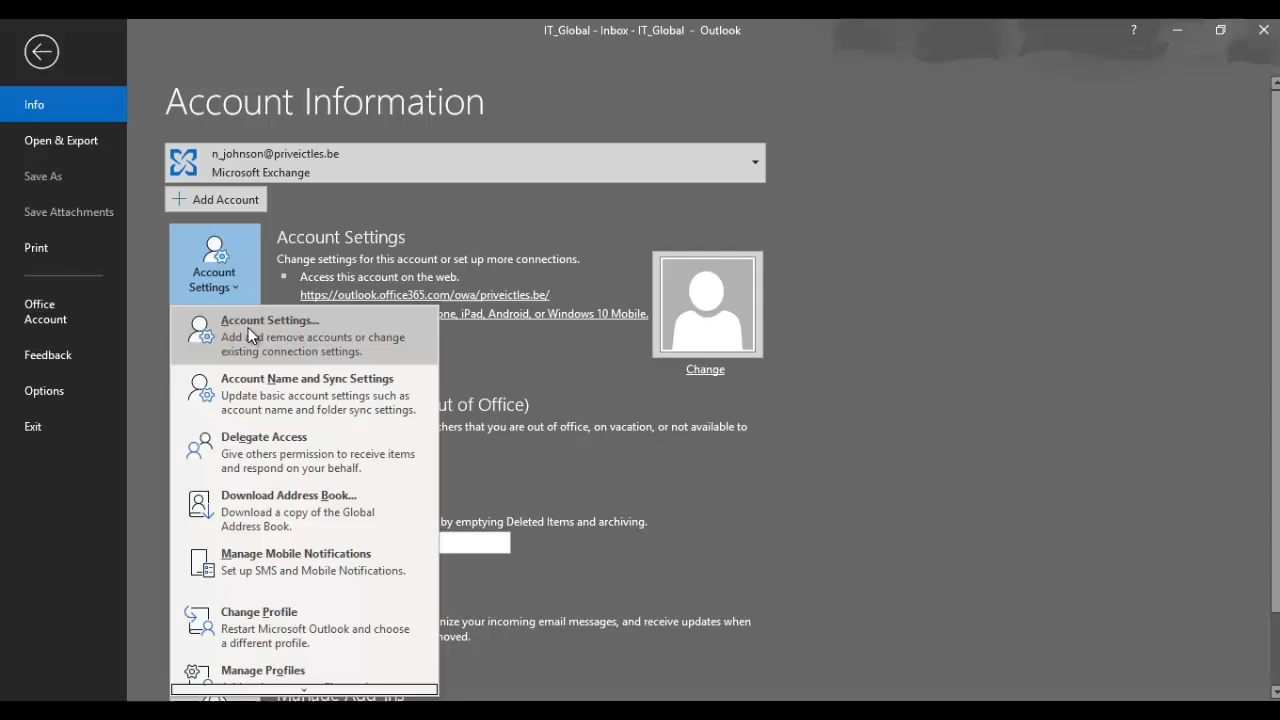 IT_Global - Inbox - IT_Global - Outlook
?
Info
Open & Export
Save As
Save Attachments
Print
Office
Account
Feedback
Options
Exit
Account Information
n_johnson@priveictles.be
Microsoft Exchange
Add Account
Account
Settings
Account Settings
Change settings for this account or set up more connections.
Access this account on the web.
https://outlook.office365.com/owa/priveictles.be/
one, iPad, Android, or Windows 10 Mobile.
Change
Account Settings...
Add and remove accounts or change
existing connection settings.
Account Name and Sync Settings
Update basic account settings such as
account name and folder sync settings.
Delegate Access
Give others permission to receive items
and respond on your behalf.
Download Address Book...
Download a copy of the Global
Address Book.
Manage Mobile Notifications
Set up SMS and Mobile Notifications.
Change Profile
Restart Microsoft Outlook and choose
a different profile.
Manage Profiles
ut of Office)
hers that you are out of office, on vacation, or not available to
by emptying Deleted Items and archiving.
nize your incoming email messages, and receive updates when
moved.